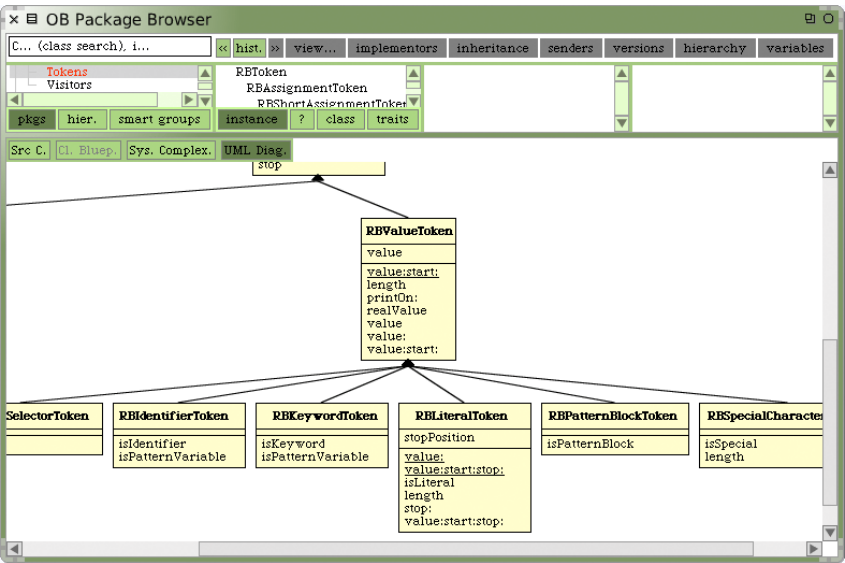 OB Package Browser
C... (class search), i...
« hist. » view... implementors inheritance senders versions hierarchy variables
Tokens
Visitors
RBToken
RBAssignmentToken
RBShortAssignmentToken
pkgs hier. smart groups instance ? class traits
Src C. Cl. Bluep. Sys. Complex. UML Diag.
stop
RBValueToken
value
value:start:
length
printOn:
realValue
value
value:
value:start:
SelectorToken
RBIdentifierToken
isIdentifier
isPatternVariable
RBKeywordToken
isKeyword
isPatternVariable
RBLiteralToken
stopPosition
value:
value:start:stop:
isLiteral
length
stop:
value:start:stop:
RBPatternBlockToken
isPatternBlock
RBSpecialCharacter
isSpecial
length